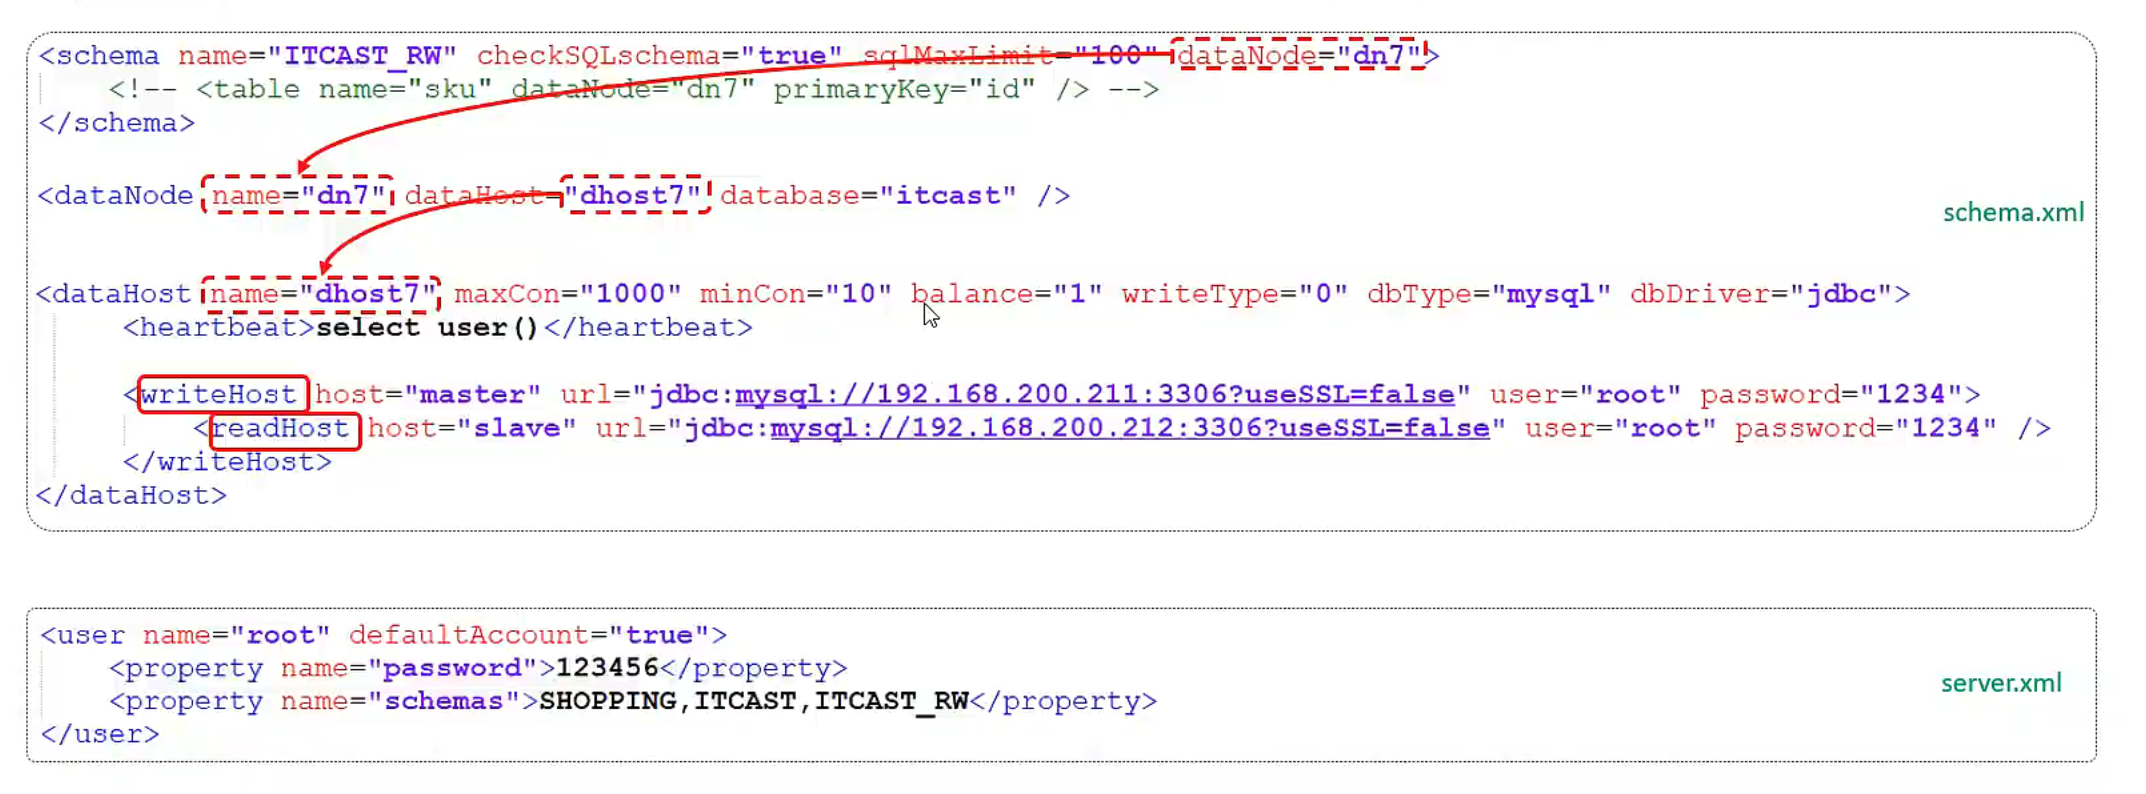 <schema name="ITCAST_RW" checkSQLschema="true" sqlMaxLimit="100" dataNode="dn7">
<!-- <table name="sku" dataNode="dn7" primaryKey="id" /> -->
</schema>
<dataNode name="dn7" dataHost="dhost7" database="itcast" />
schema.xml
<dataHost name="dhost7" maxCon="1000" minCon="10" balance="1" writeType="0" dbType="mysql" dbDriver="jdbc">
<heartbeat>select user()</heartbeat>
<writeHost host="master" url="jdbc:mysql://192.168.200.211:3306?useSSL=false" user="root" password="1234">
<readHost host="slave" url="jdbc:mysql://192.168.200.212:3306?useSSL=false" user="root" password="1234" />
</writeHost>
</dataHost>
<user name="root" defaultAccount="true">
<property name="password">123456</property>
<property name="schemas">SHOPPING,ITCAST,ITCAST_RW</property>
</user>
server.xml